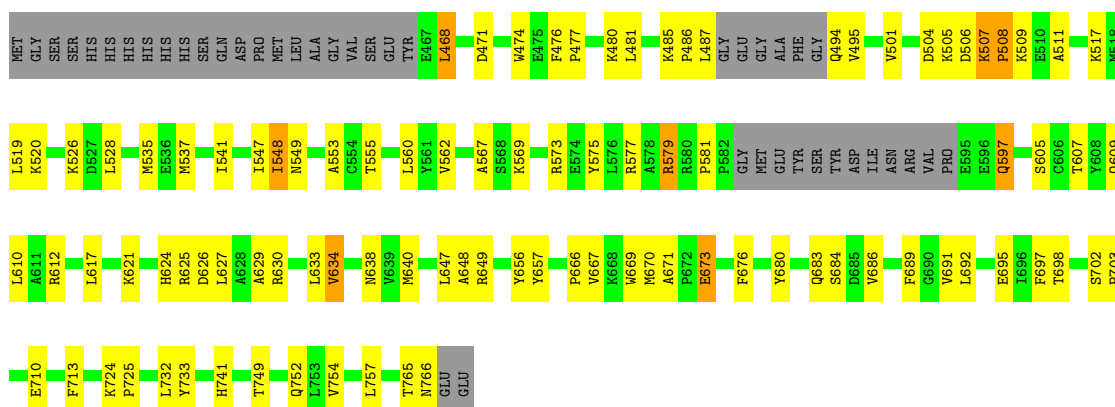 MET GLY SER SER HIS HIS HIS HIS HIS HIS SER GLN ASP PRO MET LEU ALA GLY VAL SER GLU TYR E467 L468 D471 W474 E475 F476 P477 K480 L481 K485 P486 L487 GLY GLU GLY ALA PHE GLY Q494 V495 V501 D504 K505 D506 K507 P508 K509 E510 A511 K517 M518
L519 K520 K526 D527 L528 M535 E536 M537 I541 I547 I548 N549 A553 C554 T555 L560 Y561 V562 A567 S568 K569 R573 E574 Y575 L576 R577 A578 R579 R580 P581 P582 GLY MET GLU TYR SER TYR ASP ILE ASN ARG VAL PRO E595 E596 Q597 S605 C606 T607 Y608 Q609
L610 A611 R612 L617 K621 H624 R625 D626 L627 A628 A629 R630 L633 V634 N638 V639 M640 L647 A648 R649 Y656 Y657 P666 V667 K668 W669 M670 A671 P672 E673 F676 Y680 Q683 S684 D685 V686 F689 G690 V691 L692 E695 I696 F697 T698 S702 P703
E710 F713 K724 P725 L732 Y733 H741 T749 Q752 L753 V754 L757 T765 N766 GLU GLU